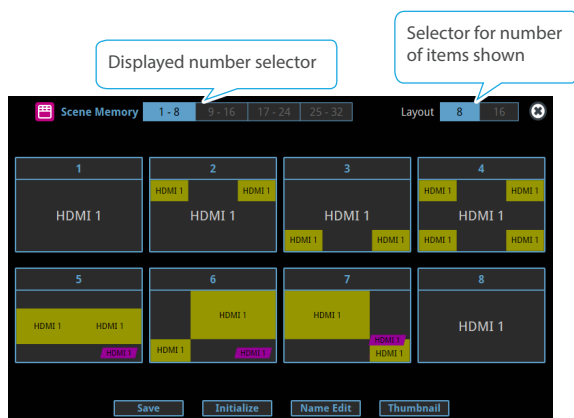 Selector for number
of items shown
Displayed number selector
Scene Memory 1 - 8 9 - 16 17 - 24 25 - 32 Layout 8 16
1 2 3 4
HDMI 1 HDMI 1 HDMI 1 HDMI 1
HDMI 1 HDMI 1 HDMI 1 HDMI 1
HDMI 1 HDMI 1 HDMI 1 HDMI 1
5 6 7 8
HDMI 1 HDMI 1 HDMI 1 HDMI 1 HDMI 1
HDMI 1 HDMI 1 HDMI 1 HDMI 1 HDMI 1
Save Initialize Name Edit Thumbnail